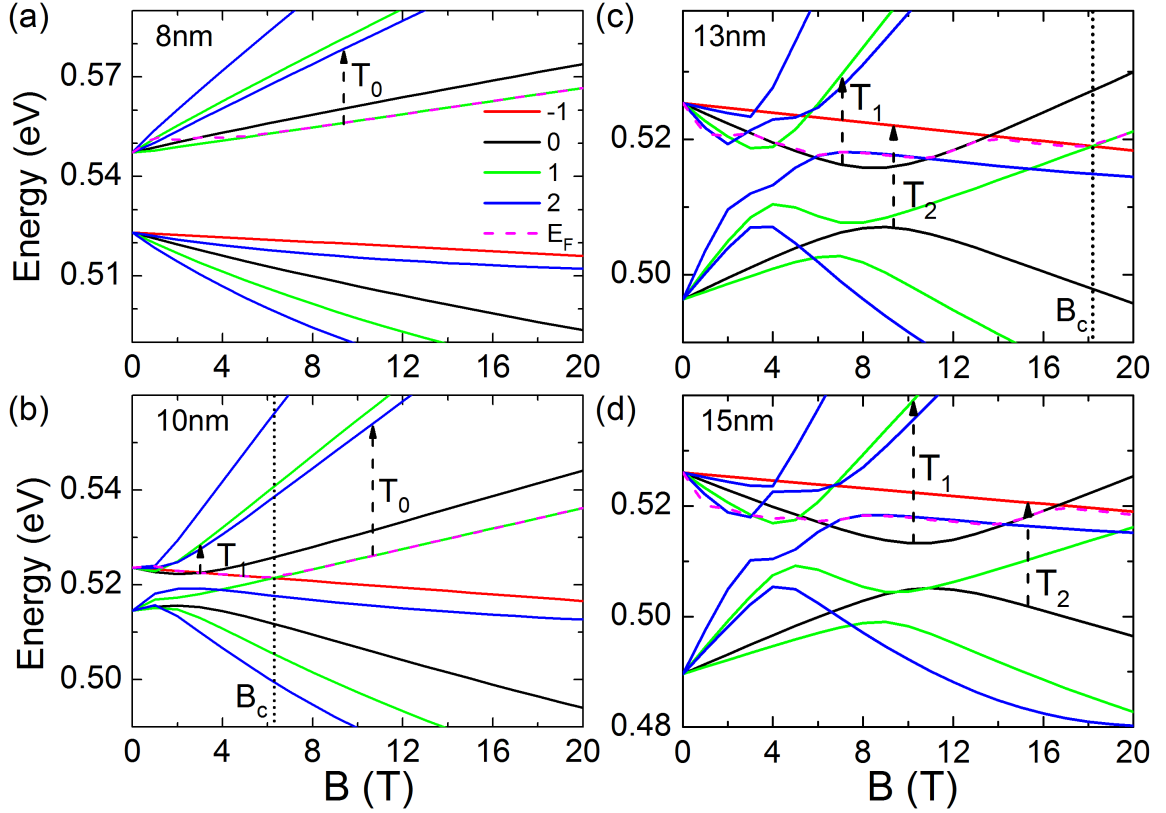 (a)
8nm
0.57
0.54
0.51
Energy (eV)
T0
-1
0
1
2
EF
0 4 8 12 16 20
(b)
10nm
0.54
0.52
0.50
Energy (eV)
T1
T0
Bc
0 4 8 12 16 20
B (T)
(c)
13nm
0.52
0.50
T1
T2
Bc
0 4 8 12 16 20
(d)
15nm
0.52
0.50
0.48
T1
T2
0 4 8 12 16 20
B (T)